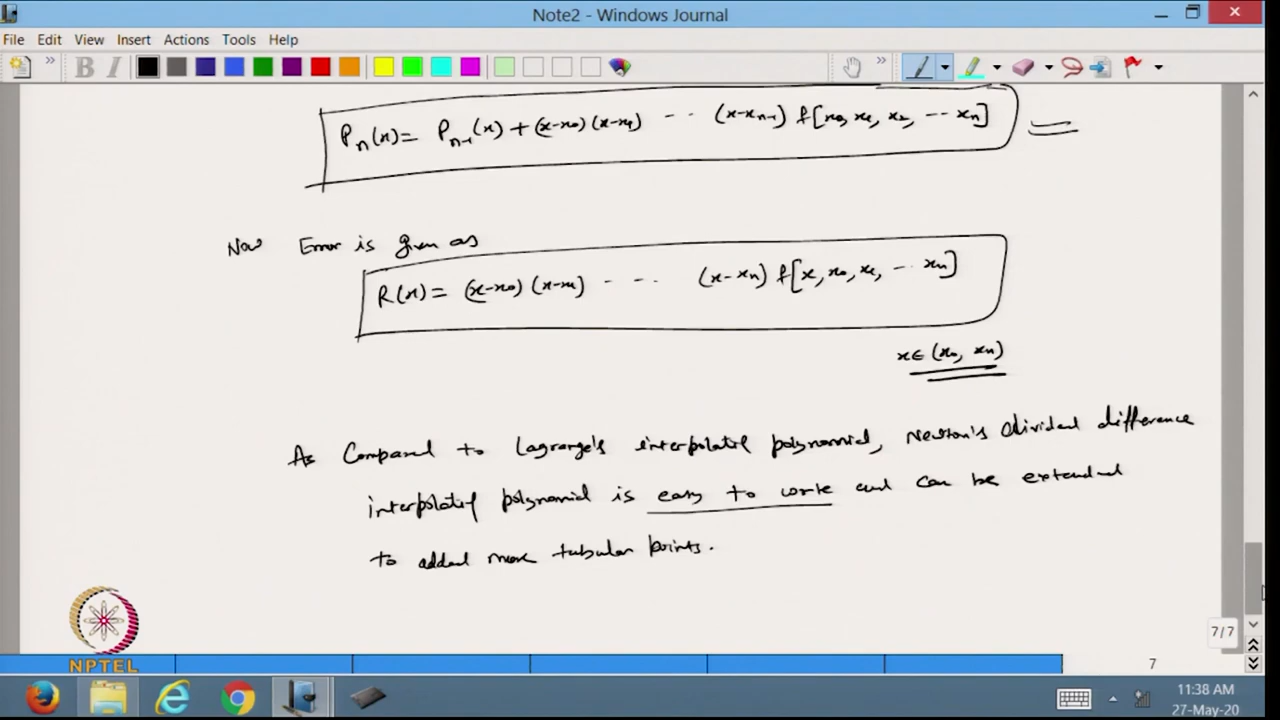 Note2 - Windows Journal
File Edit View Insert Actions Tools Help
Pn(x) = Pn-1(x) + (x-x0)(x-x1) - - (x-xn-1) f[x0, x1, x2, -- xn]
Now Error is given as
R(x) = (x-x0)(x-x1) - - -- (x-xn) f[x, x0, x1, -- xn]
x∈(x0, xn)
As Compared to Lagrange's interpolatig polynomial, Newton's divided difference
interpolatig polynomial is easy to work and can be extended
to added more tabular points.
7/7
NPTEL
7
11:38 AM
27-May-20